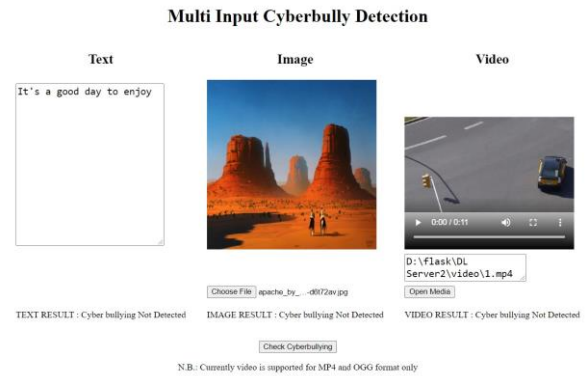 Multi Input Cyberbully Detection
Text
Image
Video
It's a good day to enjoy
0:00 / 0:11
D:\flask\DL
Server2\video\1.mp4
Choose File apache_by_...-d6t72av.jpg
Open Media
TEXT RESULT : Cyber bullying Not Detected
IMAGE RESULT : Cyber bullying Not Detected
VIDEO RESULT : Cyber bullying Not Detected
Check Cyberbullying
N.B.: Currently video is supported for MP4 and OGG format only